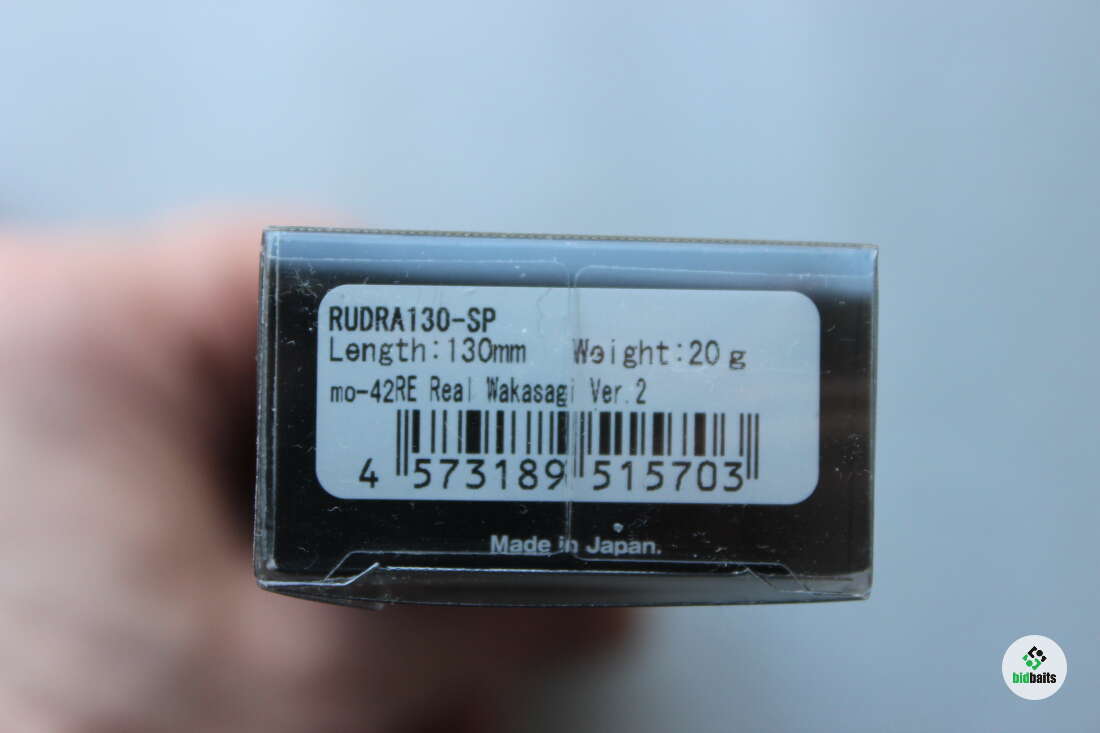 RUDRA130-SP
Length:130mm Weight:20g
mo-42RE Real Wakasagi Ver.2
4 573189 515703
Made in Japan.
bidbaits